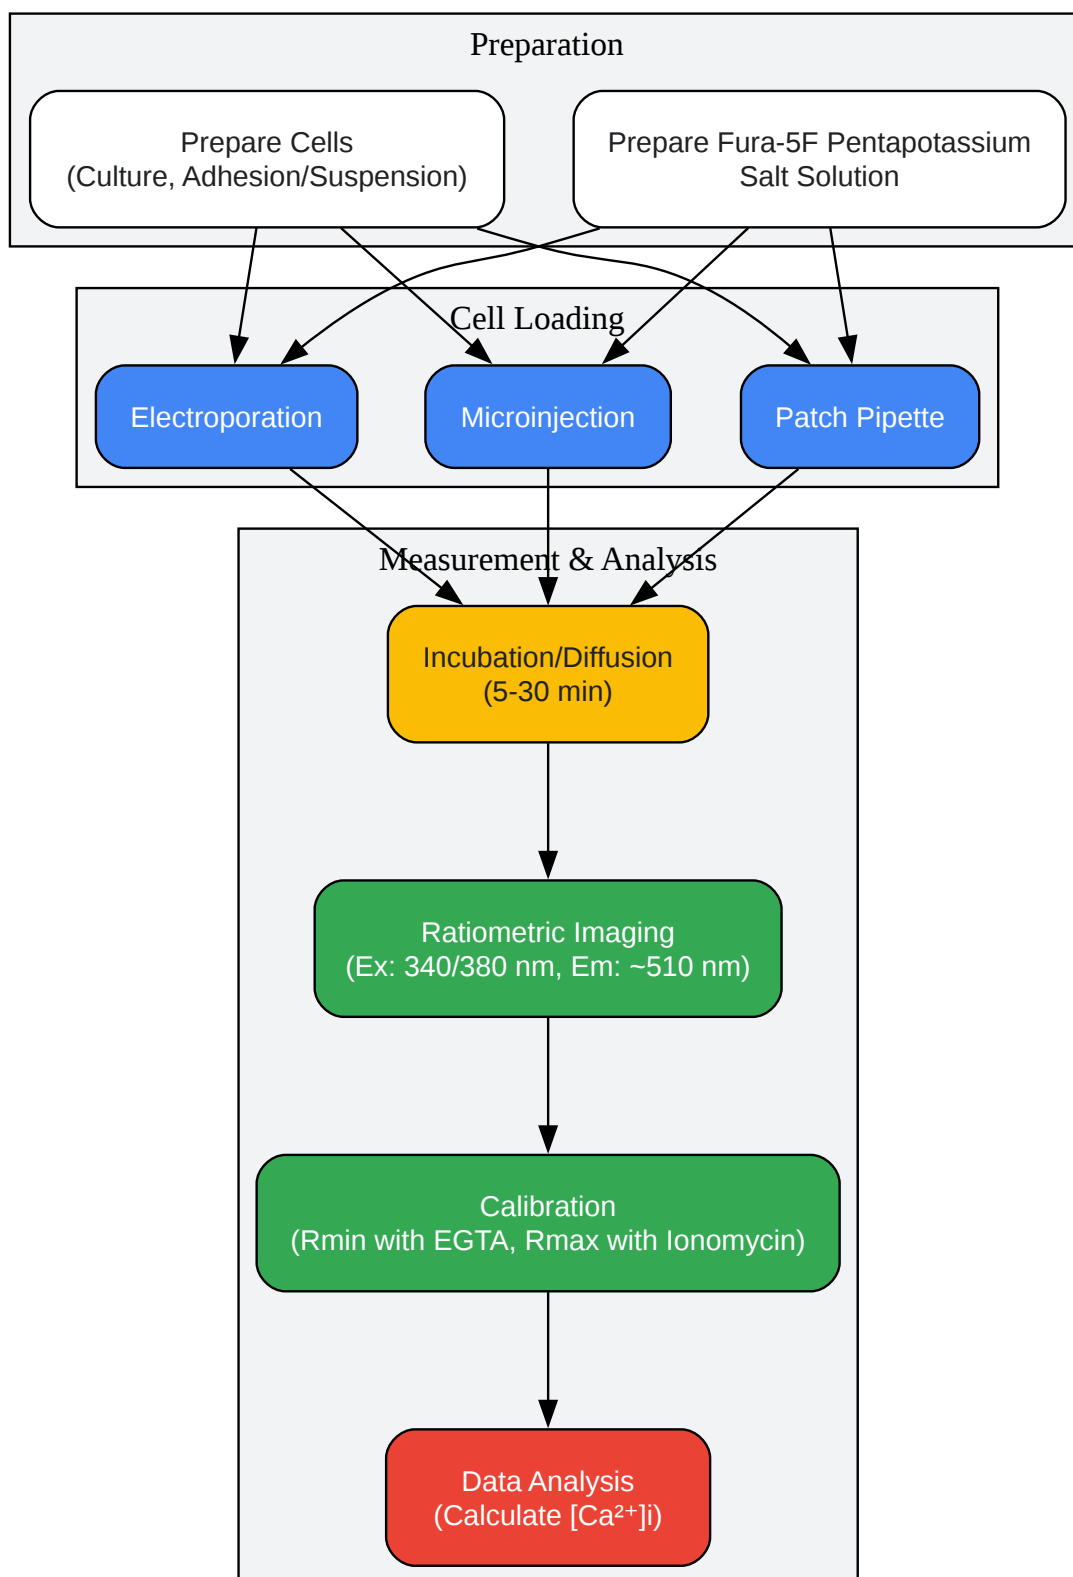 Preparation
Prepare Cells
(Culture, Adhesion/Suspension)
Prepare Fura-5F Pentapotassium
Salt Solution
Cell Loading
Electroporation
Microinjection
Patch Pipette
Measurement & Analysis
Incubation/Diffusion
(5-30 min)
Ratiometric Imaging
(Ex: 340/380 nm, Em: ~510 nm)
Calibration
(Rmin with EGTA, Rmax with Ionomycin)
Data Analysis
(Calculate [Ca²⁺]i)